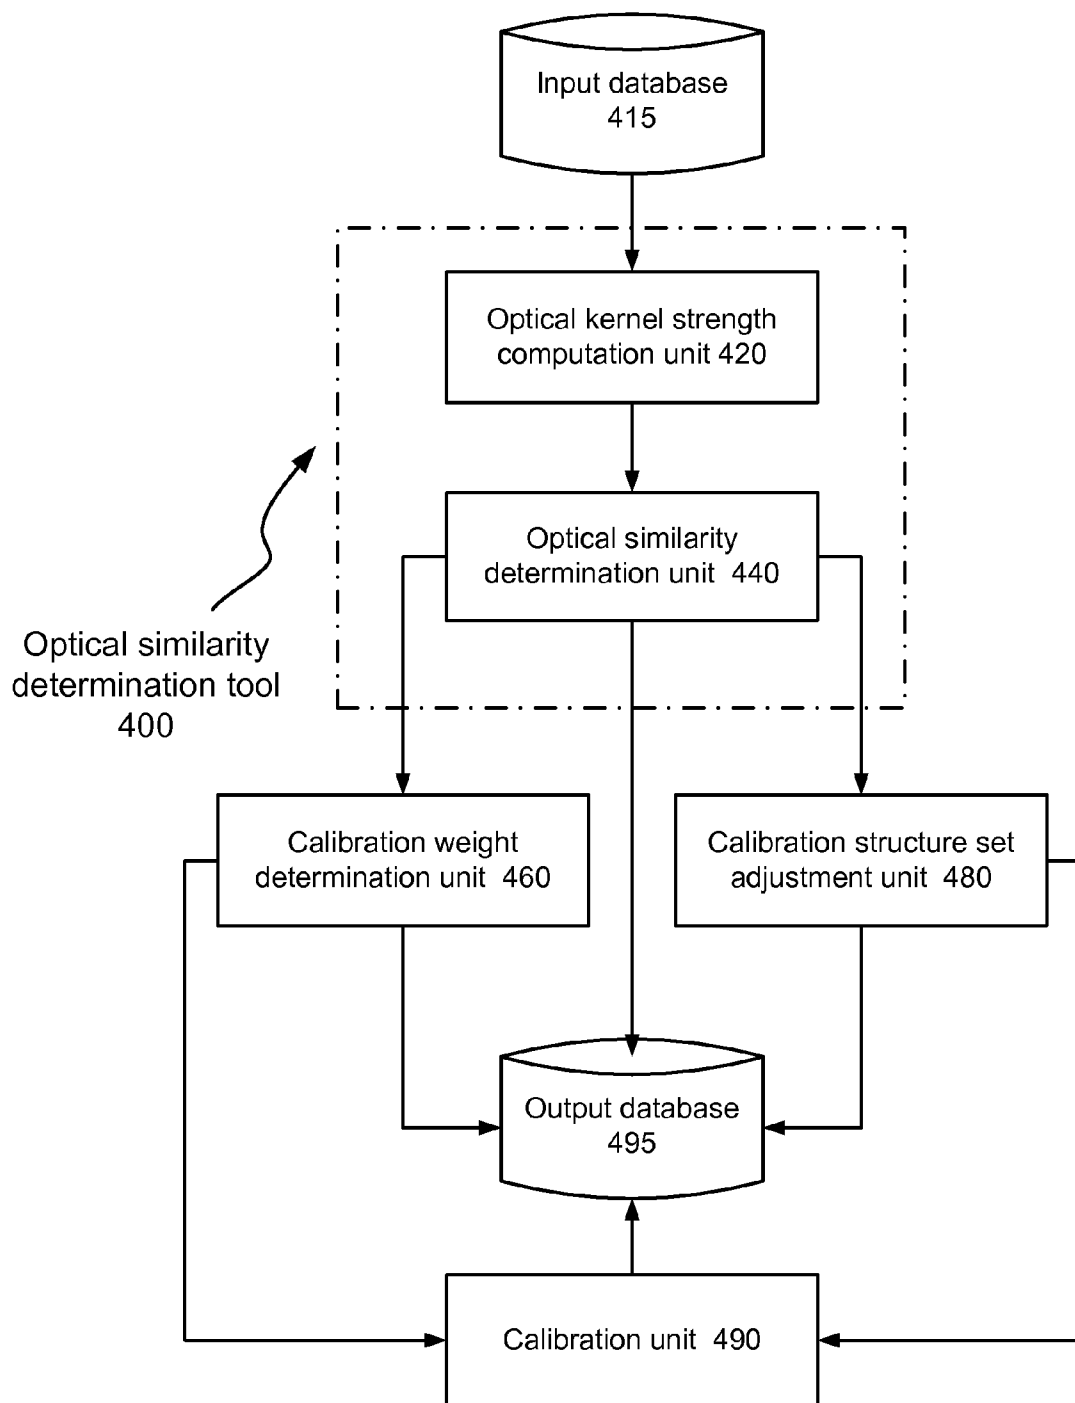 Input database
415
Optical kernel strength
computation unit 420
Optical similarity
determination unit 440
Optical similarity
determination tool
400
Calibration weight
determination unit 460
Calibration structure set
adjustment unit 480
Output database
495
Calibration unit 490